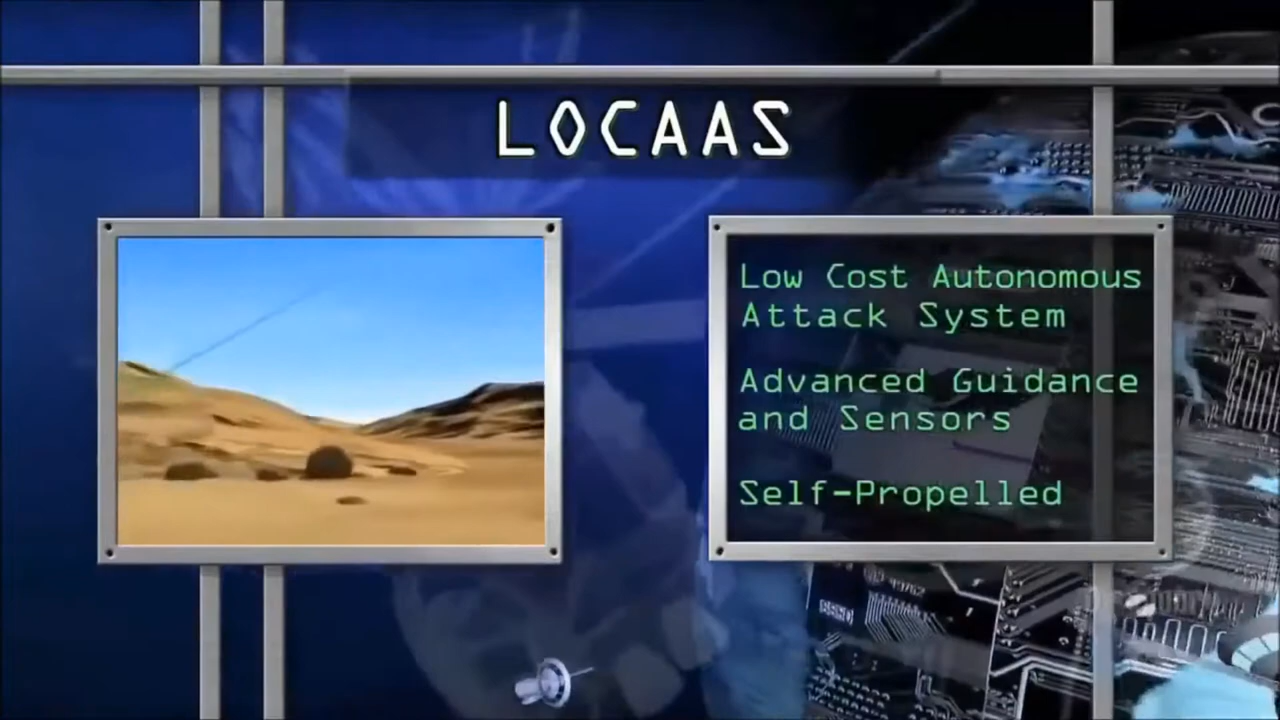 LOCAAS
Low Cost Autonomous
Attack System
Advanced Guidance
and Sensors
Self-Propelled